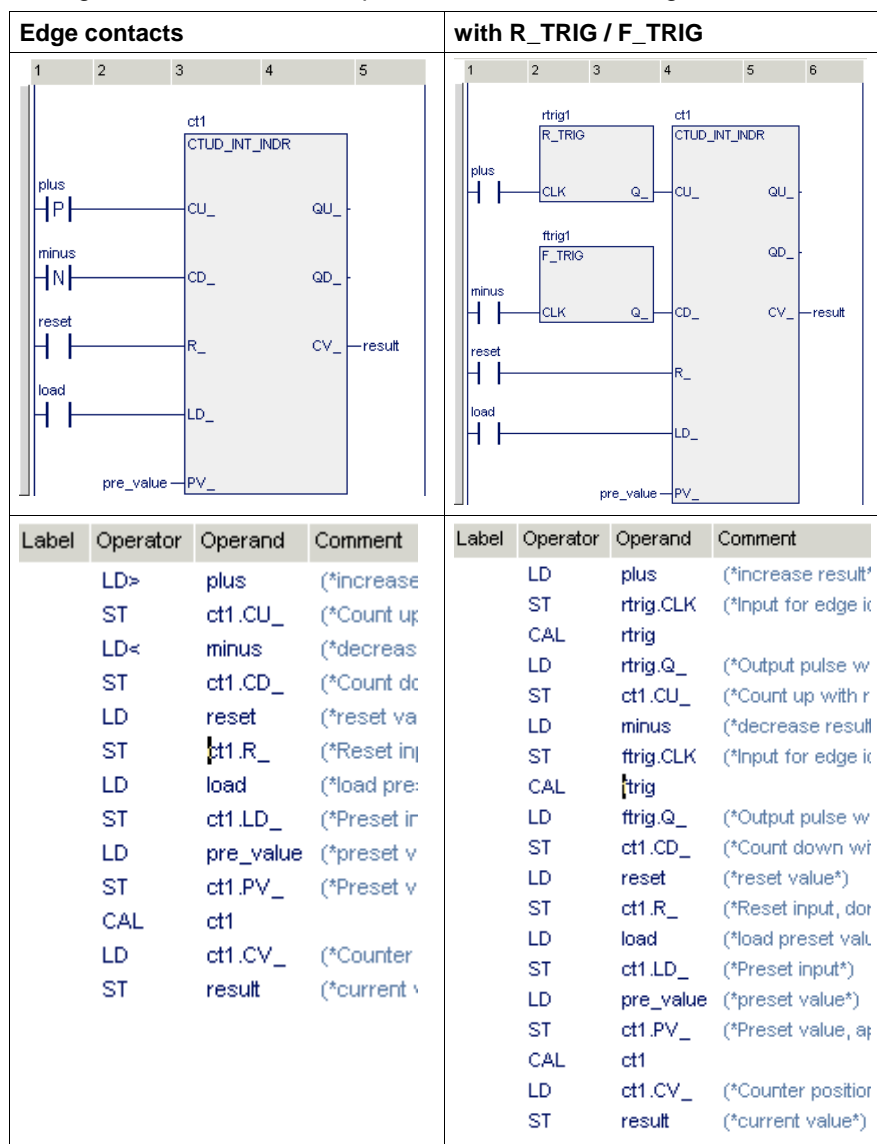 Edge contacts
with R_TRIG / F_TRIG
1 2 3 4 5
ct1
CTUD_INT_INDR
plus
P
CU_ QU_
minus
N
CD_ QD_
reset
R_ CV_ result
load
LD_
pre_value PV_
1 2 3 4 5 6
rtrig1 ct1
R_TRIG CTUD_INT_INDR
plus
CLK Q_ CU_ QU_
ftrig1
F_TRIG QD_
minus
CLK Q_ CD_ CV_ result
reset
R_
load
LD_
pre_value PV_
Label Operator Operand Comment
LD> plus (*increase
ST ct1.CU_ (*Count up
LD< minus (*decreas
ST ct1.CD_ (*Count do
LD reset (*reset va
ST ct1.R_ (*Reset inp
LD load (*load pre
ST ct1.LD_ (*Preset in
LD pre_value (*preset v
ST ct1.PV_ (*Preset v
CAL ct1
LD ct1.CV_ (*Counter
ST result (*current
Label Operator Operand Comment
LD plus (*increase result*
ST rtrig.CLK (*Input for edge
CAL rtrig
LD rtrig.Q_ (*Output pulse w
ST ct1.CU_ (*Count up with r
LD minus (*decrease result
ST ftrig.CLK (*Input for edge
CAL ftrig
LD ftrig.Q_ (*Output pulse w
ST ct1.CD_ (*Count down wit
LD reset (*reset value*)
ST ct1.R_ (*Reset input, dor
LD load (*load preset valu
ST ct1.LD_ (*Preset input*)
LD pre_value (*preset value*)
ST ct1.PV_ (*Preset value, ap
CAL ct1
LD ct1.CV_ (*Counter position
ST result (*current value*)